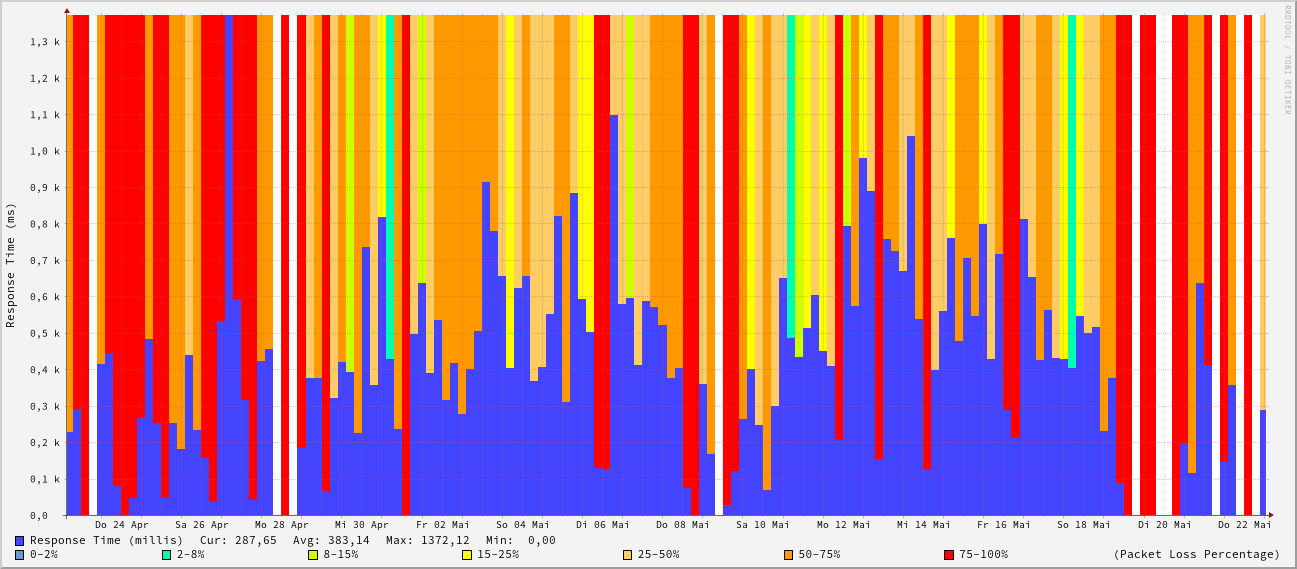 RRDTOOL / TOBI OETIKER
Response Time (ms)
1,3 k
1,2 k
1,1 k
1,0 k
0,9 k
0,8 k
0,7 k
0,6 k
0,5 k
0,4 k
0,3 k
0,2 k
0,1 k
0,0
Do 24 Apr Sa 26 Apr Mo 28 Apr Mi 30 Apr Fr 02 Mai So 04 Mai Di 06 Mai Do 08 Mai Sa 10 Mai Mo 12 Mai Mi 14 Mai Fr 16 Mai So 18 Mai Di 20 Mai Do 22 Mai
Response Time (millis) Cur: 287,65 Avg: 383,14 Max: 1372,12 Min: 0,00
0-2% 2-8% 8-15% 15-25% 25-50% 50-75% 75-100% (Packet Loss Percentage)